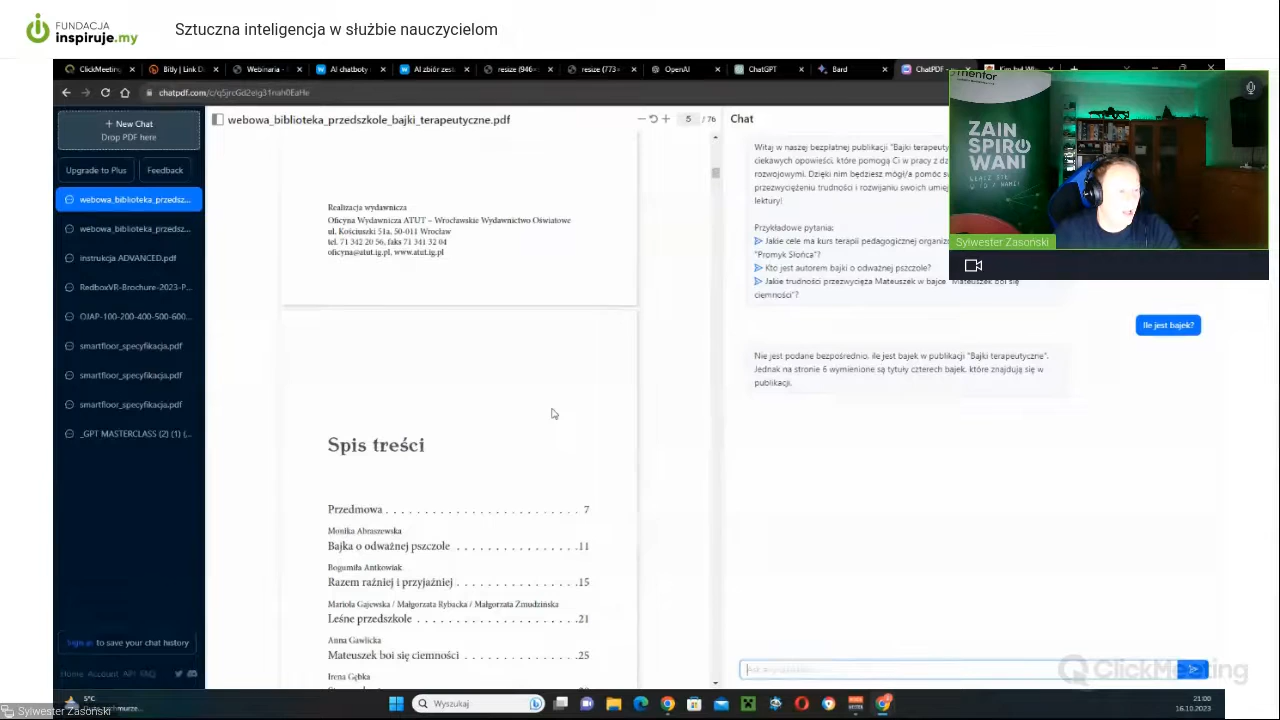 FUNDACJA
inspiruje.my
Sztuczna inteligencja w służbie nauczycielom
ClickMeeting
Bitly | Link D
Webinaria -
AI chatboty
AI zbiór zesk
resize (946×
resize (773×
OpenAI
ChatGPT
Bard
ChatPDF
chatpdf.com/c/q5jrcGd2eIg31nah0EaHe
+ New Chat
Drop PDF here
Upgrade to Plus
Feedback
webowa_biblioteka_przedsz...
webowa_biblioteka_przedsz...
instrukcja ADVANCED.pdf
RedboxVR-Brochure-2023-P...
OJAP-100-200-400-500-600...
smartfloor_specyfikacja.pdf
smartfloor_specyfikacja.pdf
smartfloor_specyfikacja.pdf
_GPT MASTERCLASS (2) (1) (...
Sign in to save your chat history
Home Account API FAQ
webowa_biblioteka_przedszkole_bajki_terapeutyczne.pdf
5 / 76
Realizacja wydawnicza
Oficyna Wydawnicza ATUT – Wrocławskie Wydawnictwo Oświatowe
ul. Kościuszki 51a, 50-011 Wrocław
tel. 71 342 20 56, faks 71 341 32 04
oficyna@atut.ig.pl, www.atut.ig.pl
Spis treści
Przedmowa . . . . . . . . . . . . . . . . . . . . . . . . 7
Monika Abraszewska
Bajka o odważnej pszczole . . . . . . . . . . . . . . . .11
Bogumiła Antkowiak
Razem raźniej i przyjaźniej . . . . . . . . . . . . . . . .15
Mariola Gajewska / Małgorzata Rybacka / Małgorzata Żmudzińska
Leśne przedszkole . . . . . . . . . . . . . . . . . . . . .21
Anna Gawlicka
Mateuszek boi się ciemności . . . . . . . . . . . . . . .25
Irena Gębka
Chat
Witaj w naszej bezpłatnej publikacji "Bajki terapeuty
ciekawych opowieści, które pomogą Ci w pracy z dz
rozwojowymi. Dzięki nim będziesz mógł/a pomóc s
przezwyciężeniu trudności i rozwijaniu swoich umiej
lektury!
Przykładowe pytania:
Jakie cele ma kurs terapii pedagogicznej organiz
"Promyk Słońca"?
Kto jest autorem bajki o odważnej pszczole?
Jakie trudności przezwycięża Mateuszek w bajce "Mateuszek boi się
ciemności"?
Ile jest bajek?
Nie jest podane bezpośrednio, ile jest bajek w publikacji "Bajki terapeutyczne".
Jednak na stronie 6 wymienione są tytuły czterech bajek, które znajdują się w
publikacji.
mentor
ZAIN
SPIRO
WANI
Sylwester Zasoński
ClickMeeting
5°C
Wyszukaj
21:00
16.10.2023
Sylwester Zasoński